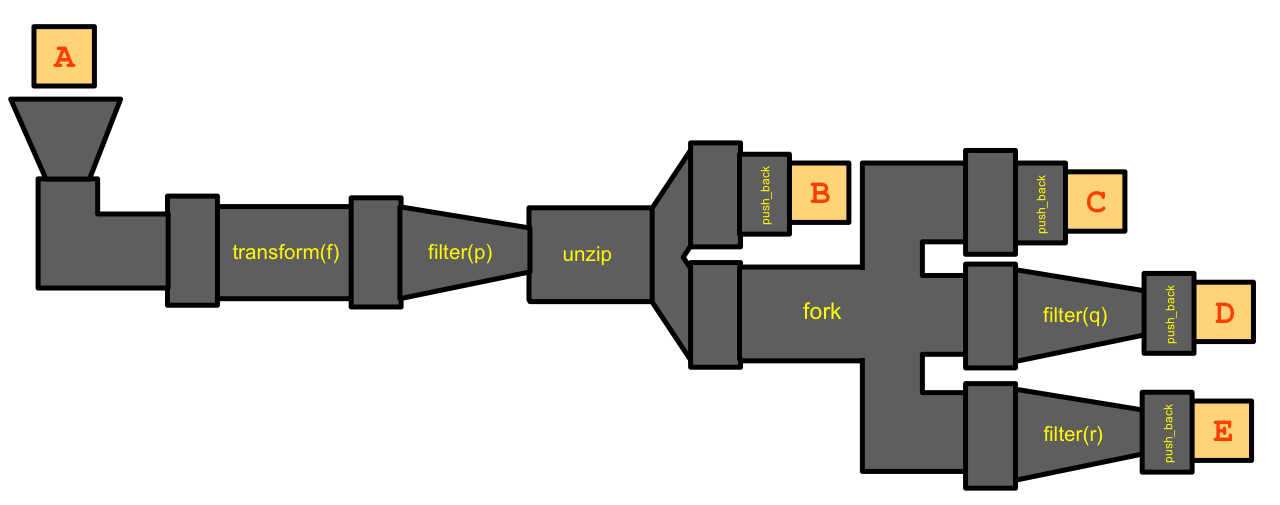 A
transform(f)
filter(p)
unzip
push_back
B
fork
push_back
C
filter(q)
push_back
D
filter(r)
push_back
E